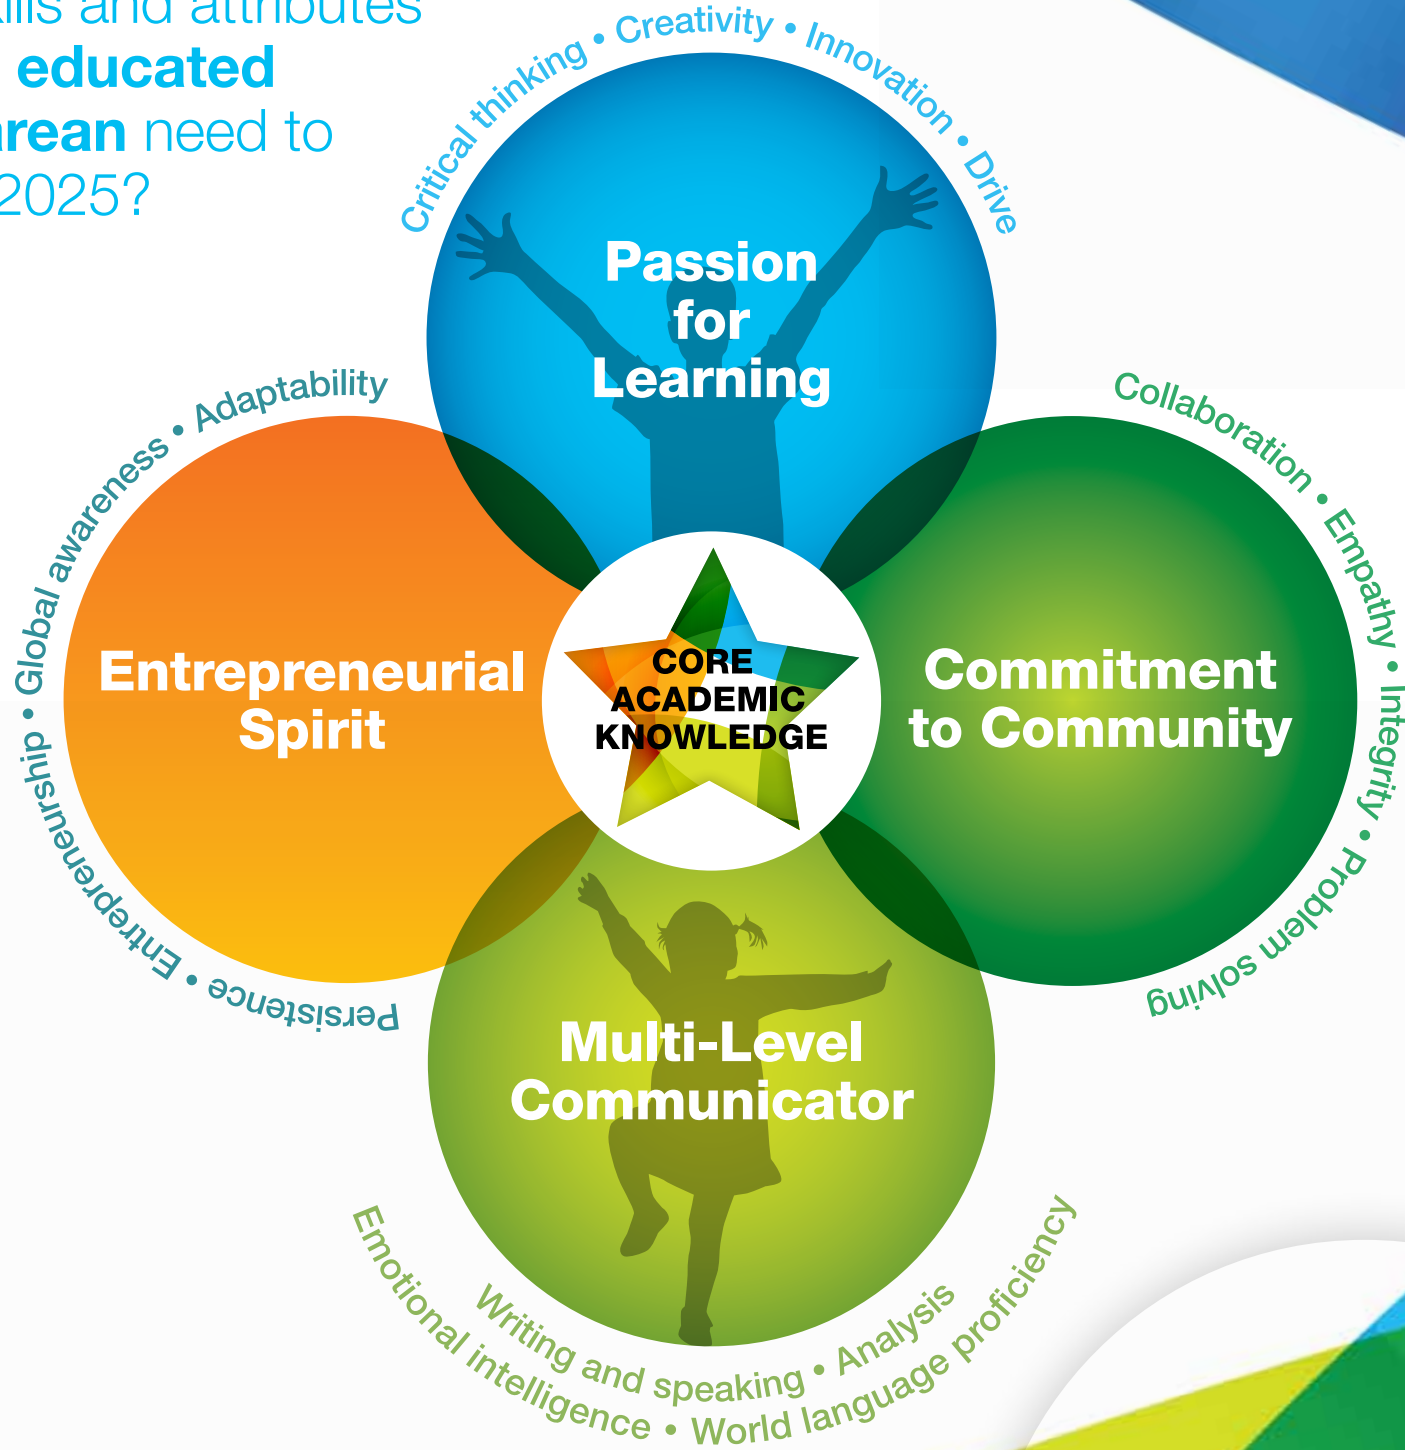 and attributes
educated
need to
2025?
Critical thinking • Creativity • Innovation • Drive
Passion
for
Learning
Global awareness • Adaptability
Persistence • Entrepreneurship •
Entrepreneurial
Spirit
CORE
ACADEMIC
KNOWLEDGE
Collaboration • Empathy • Integrity • Problem solving
Commitment
to Community
Multi-Level
Communicator
Writing and speaking • Analysis
Emotional intelligence • World language proficiency